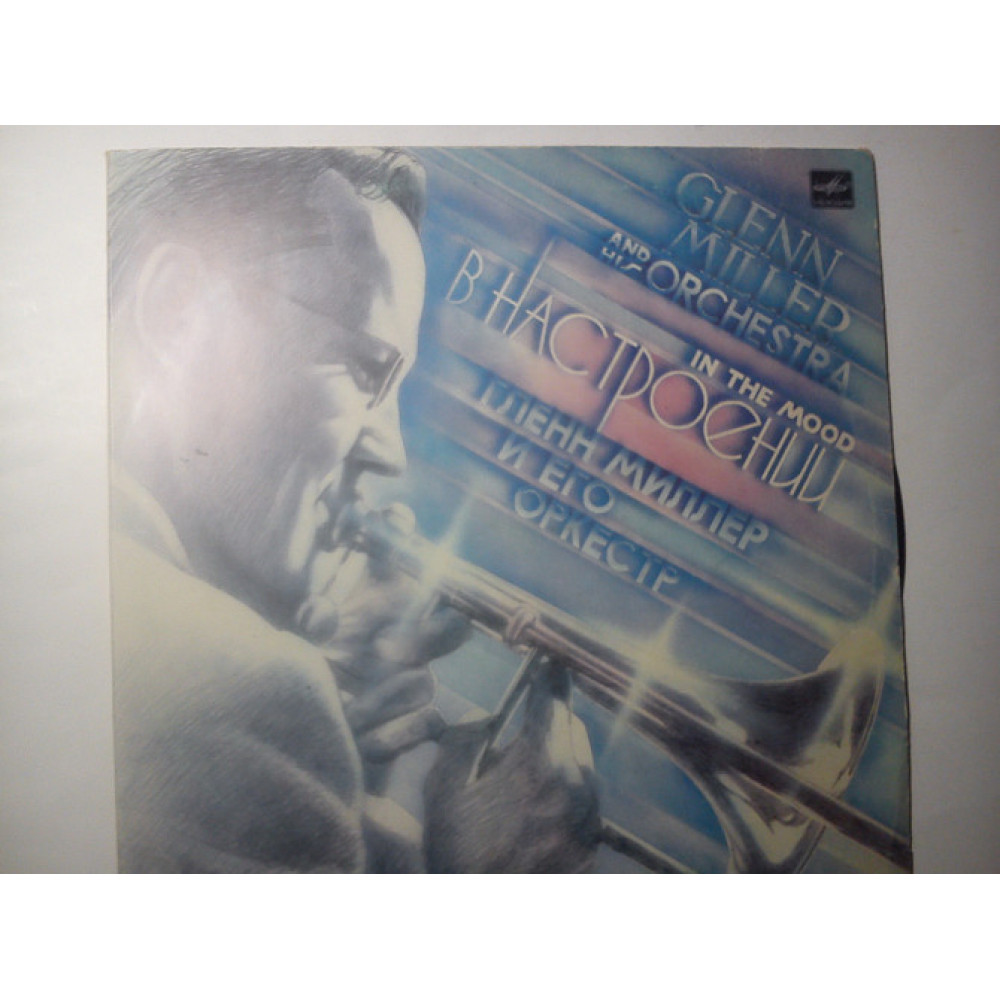 GLENN
MILLER
AND HIS ORCHESTRA
IN THE MOOD
В НАСТРОЕНИИ
ГЛЕНН МИЛЛЕР
И ЕГО
ОРКЕСТР